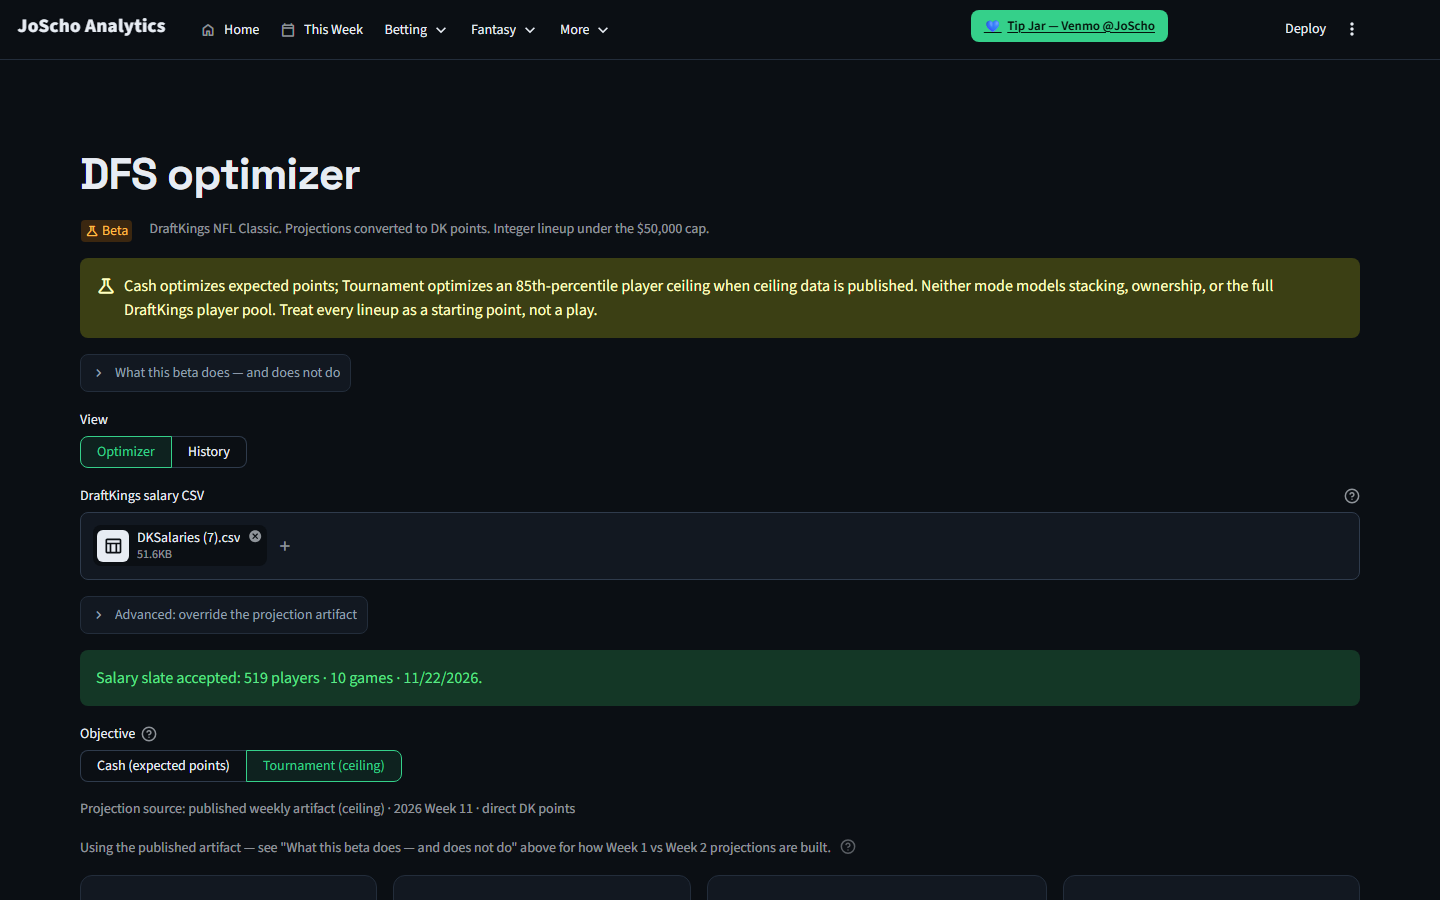 JoScho Analytics
Home
This Week
Betting
Fantasy
More
💙 Tip Jar — Venmo @JoScho
Deploy
DFS optimizer
Beta
DraftKings NFL Classic. Projections converted to DK points. Integer lineup under the $50,000 cap.
Cash optimizes expected points; Tournament optimizes an 85th-percentile player ceiling when ceiling data is published. Neither mode models stacking, ownership, or the full
DraftKings player pool. Treat every lineup as a starting point, not a play.
What this beta does — and does not do
View
Optimizer
History
DraftKings salary CSV
DKSalaries (7).csv
51.6KB
Advanced: override the projection artifact
Salary slate accepted: 519 players · 10 games · 11/22/2026.
Objective
Cash (expected points)
Tournament (ceiling)
Projection source: published weekly artifact (ceiling) · 2026 Week 11 · direct DK points
Using the published artifact — see "What this beta does — and does not do" above for how Week 1 vs Week 2 projections are built.